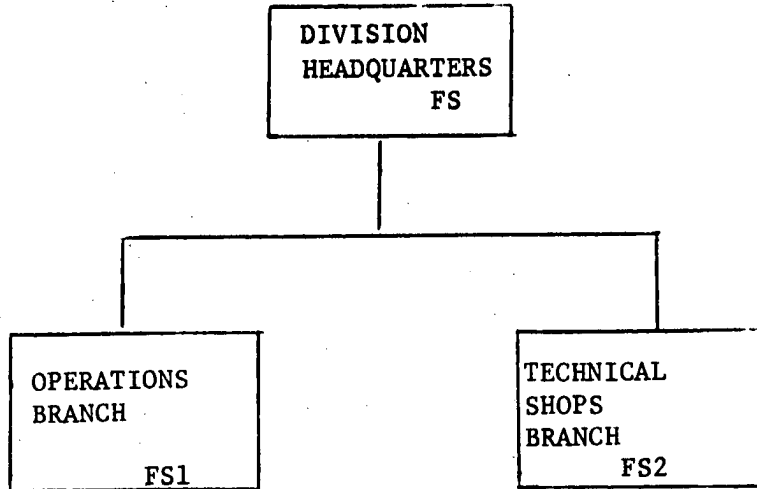 DIVISION
HEADQUARTERS
FS
OPERATIONS
BRANCH
FS1
TECHNICAL
SHOPS
BRANCH
FS2